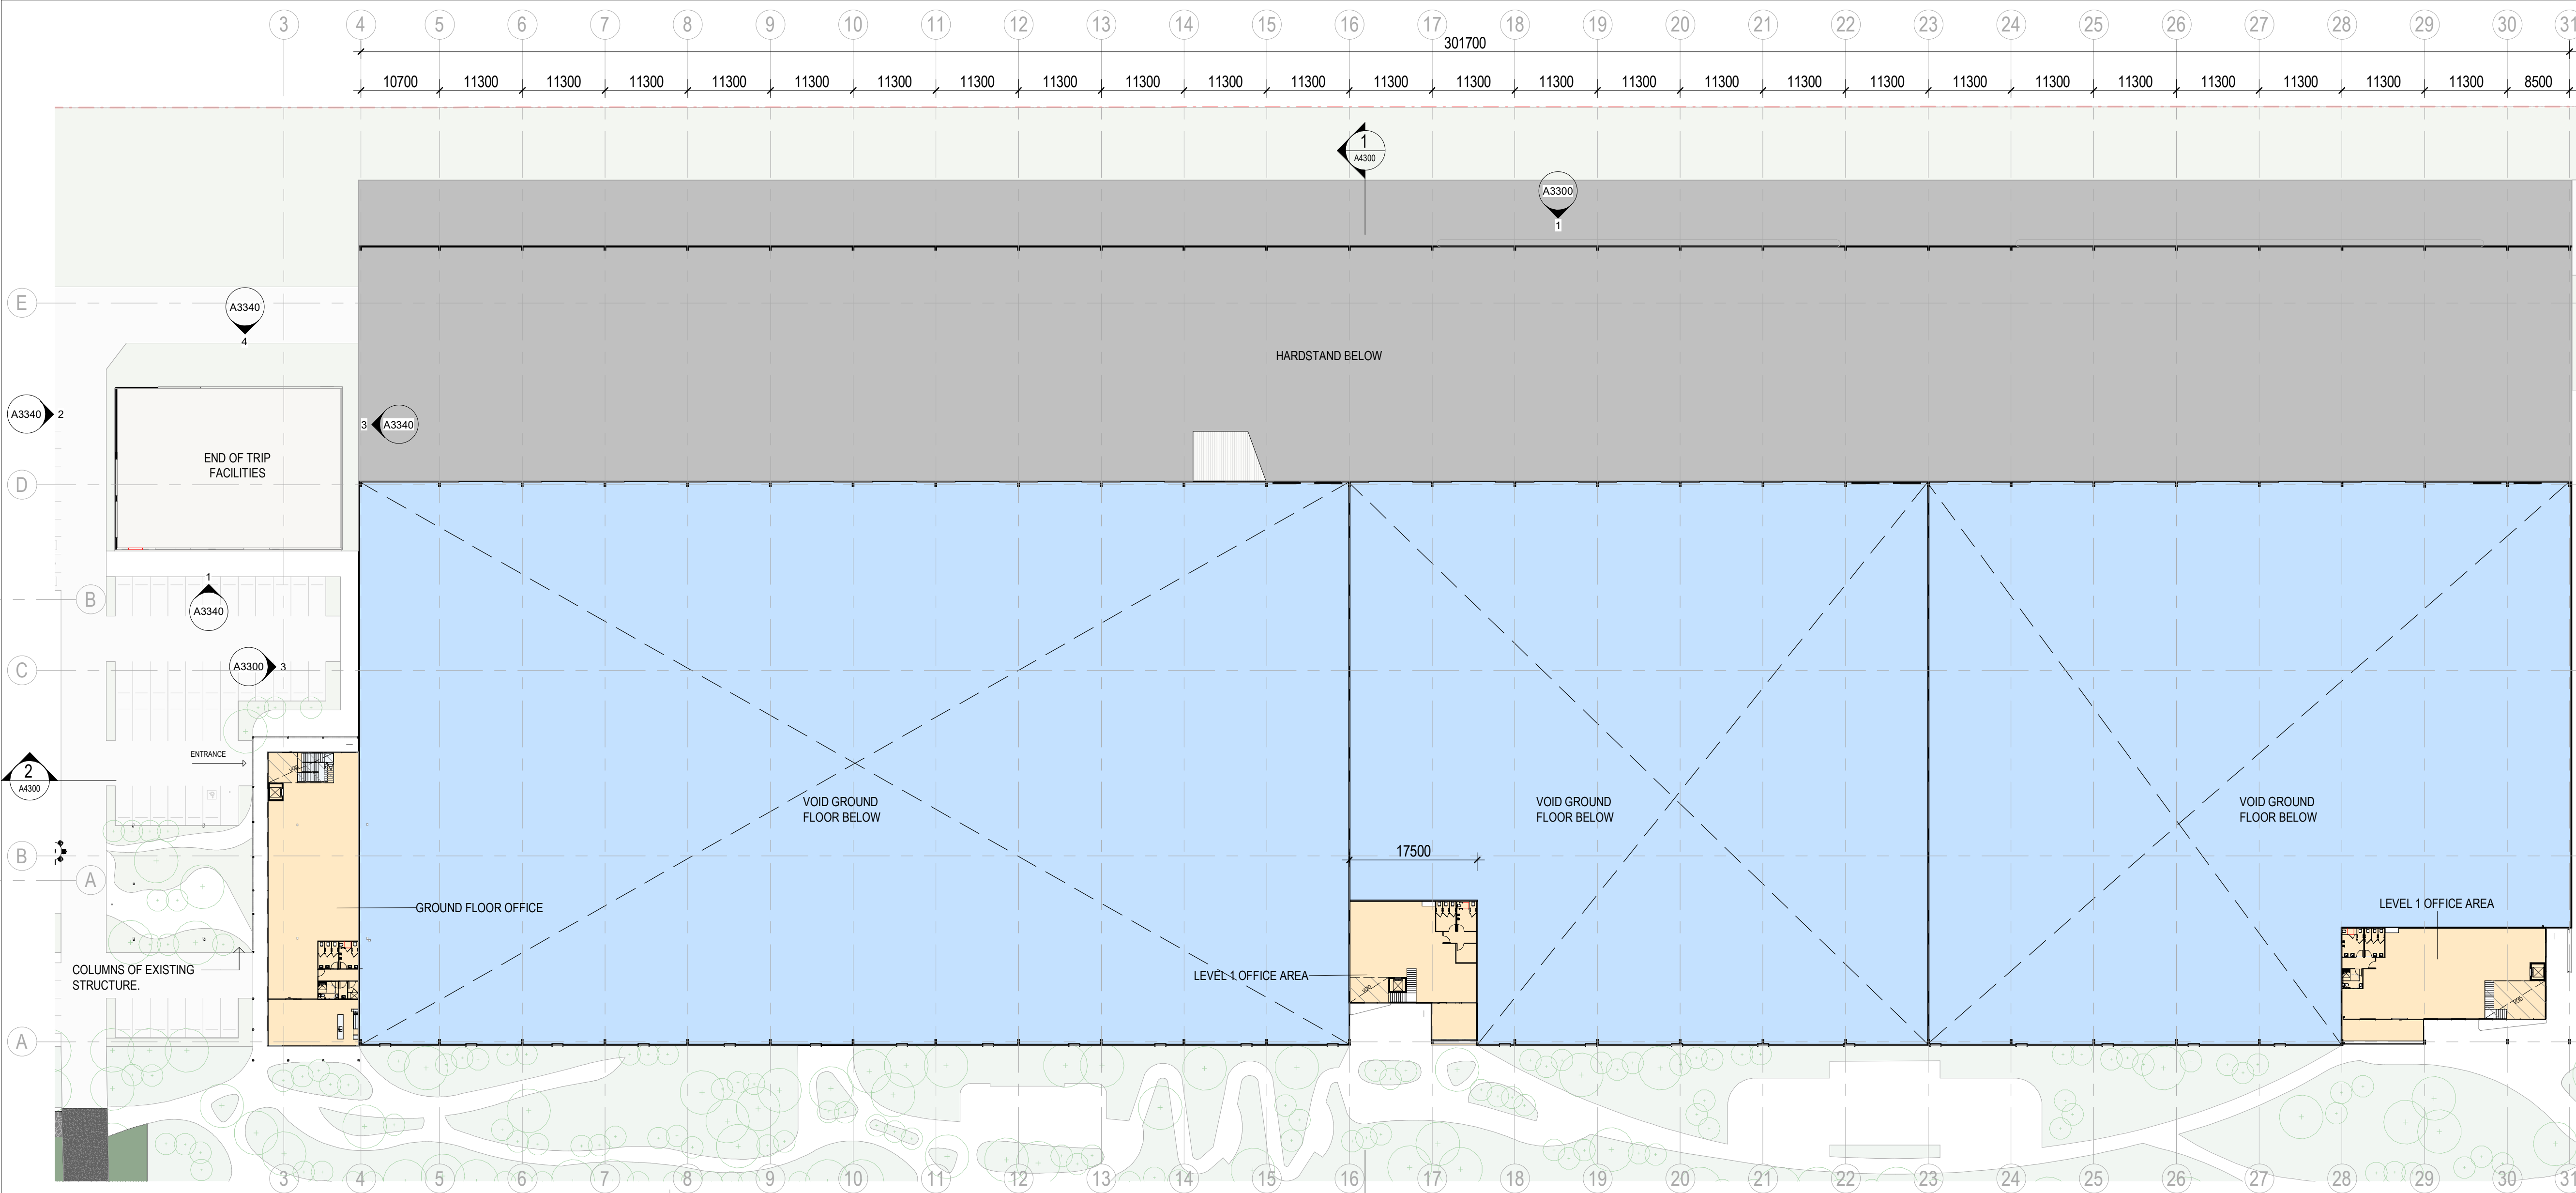 3 4 5 6 7 8 9 10 11 12 13 14 15 16 17 18 19 20 21 22 23 24 25 26 27 28 29 30 31
301700
10700 11300 11300 11300 11300 11300 11300 11300 11300 11300 11300 11300 11300 11300 11300 11300 11300 11300 11300 11300 11300 11300 11300 11300 11300 11300 8500
1
A4300
A3300
1
E
A3340
4
HARDSTAND BELOW
A3340 2
3 A3340
END OF TRIP
FACILITIES
D
1
A3340
B
A3300 3
C
ENTRANCE
VOID
2
A4300
VOID GROUND
FLOOR BELOW
VOID GROUND
FLOOR BELOW
VOID GROUND
FLOOR BELOW
17500
B
A
GROUND FLOOR OFFICE
LEVEL 1 OFFICE AREA
COLUMNS OF EXISTING
STRUCTURE.
LEVEL 1 OFFICE AREA
VOID
VOID
A
3 4 5 6 7 8 9 10 11 12 13 14 15 16 17 18 19 20 21 22 23 24 25 26 27 28 29 30 31